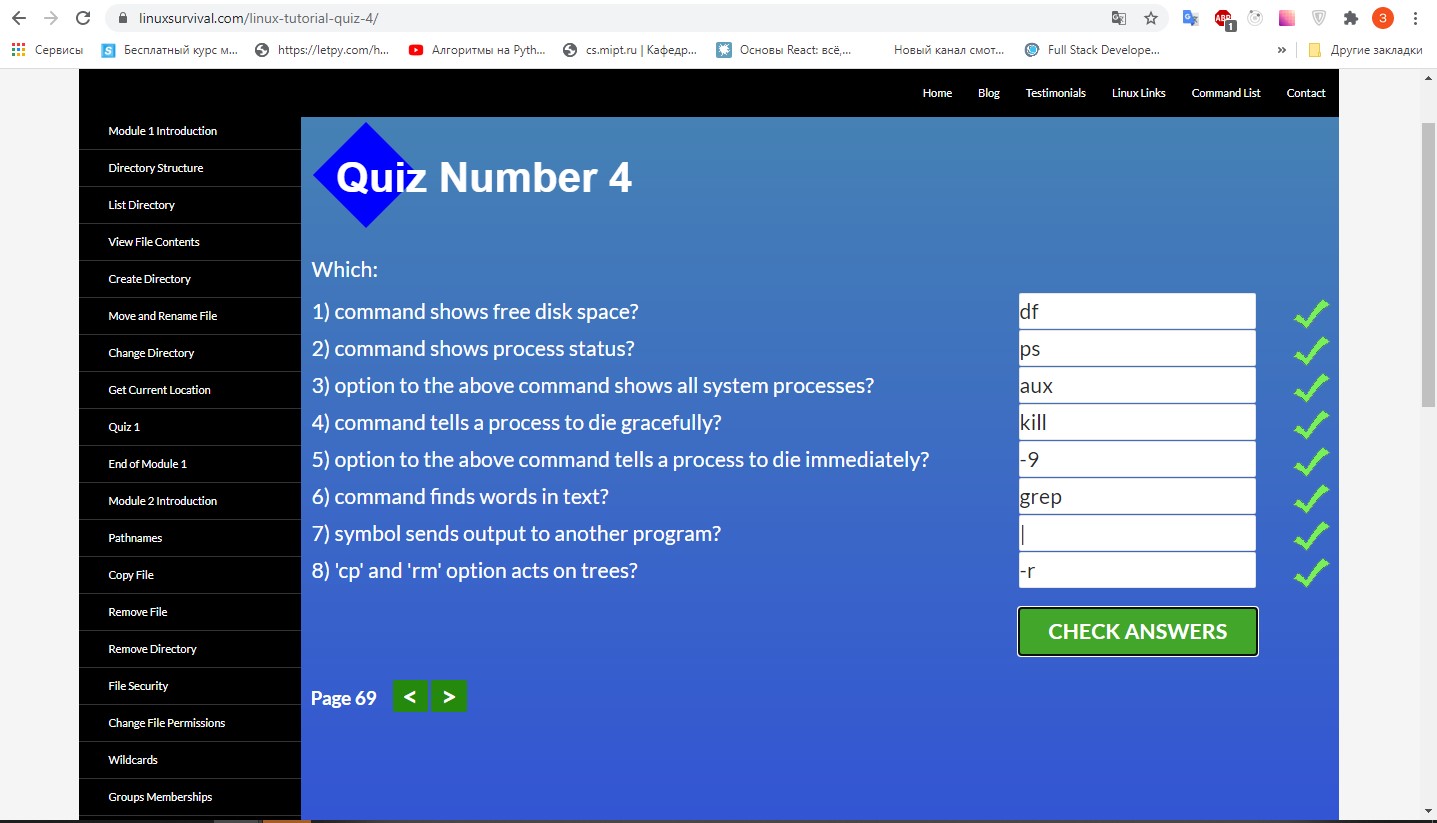 linuxsurvival.com/linux-tutorial-quiz-4/
ABP 1 3
Сервисы S Бесплатный курс м... https://letpy.com/h... Алгоритмы на Pyth... cs.mipt.ru | Кафедр... Основы React: всё,... Новый канал смот... Full Stack Develope... » Другие закладки
Home Blog Testimonials Linux Links Command List Contact
Module 1 Introduction
Directory Structure
List Directory
View File Contents
Create Directory
Move and Rename File
Change Directory
Get Current Location
Quiz 1
End of Module 1
Module 2 Introduction
Pathnames
Copy File
Remove File
Remove Directory
File Security
Change File Permissions
Wildcards
Groups Memberships
Quiz Number 4
Which:
1) command shows free disk space? df
2) command shows process status? ps
3) option to the above command shows all system processes? aux
4) command tells a process to die gracefully? kill
5) option to the above command tells a process to die immediately? -9
6) command finds words in text? grep
7) symbol sends output to another program? |
8) 'cp' and 'rm' option acts on trees? -r
CHECK ANSWERS
Page 69 < >